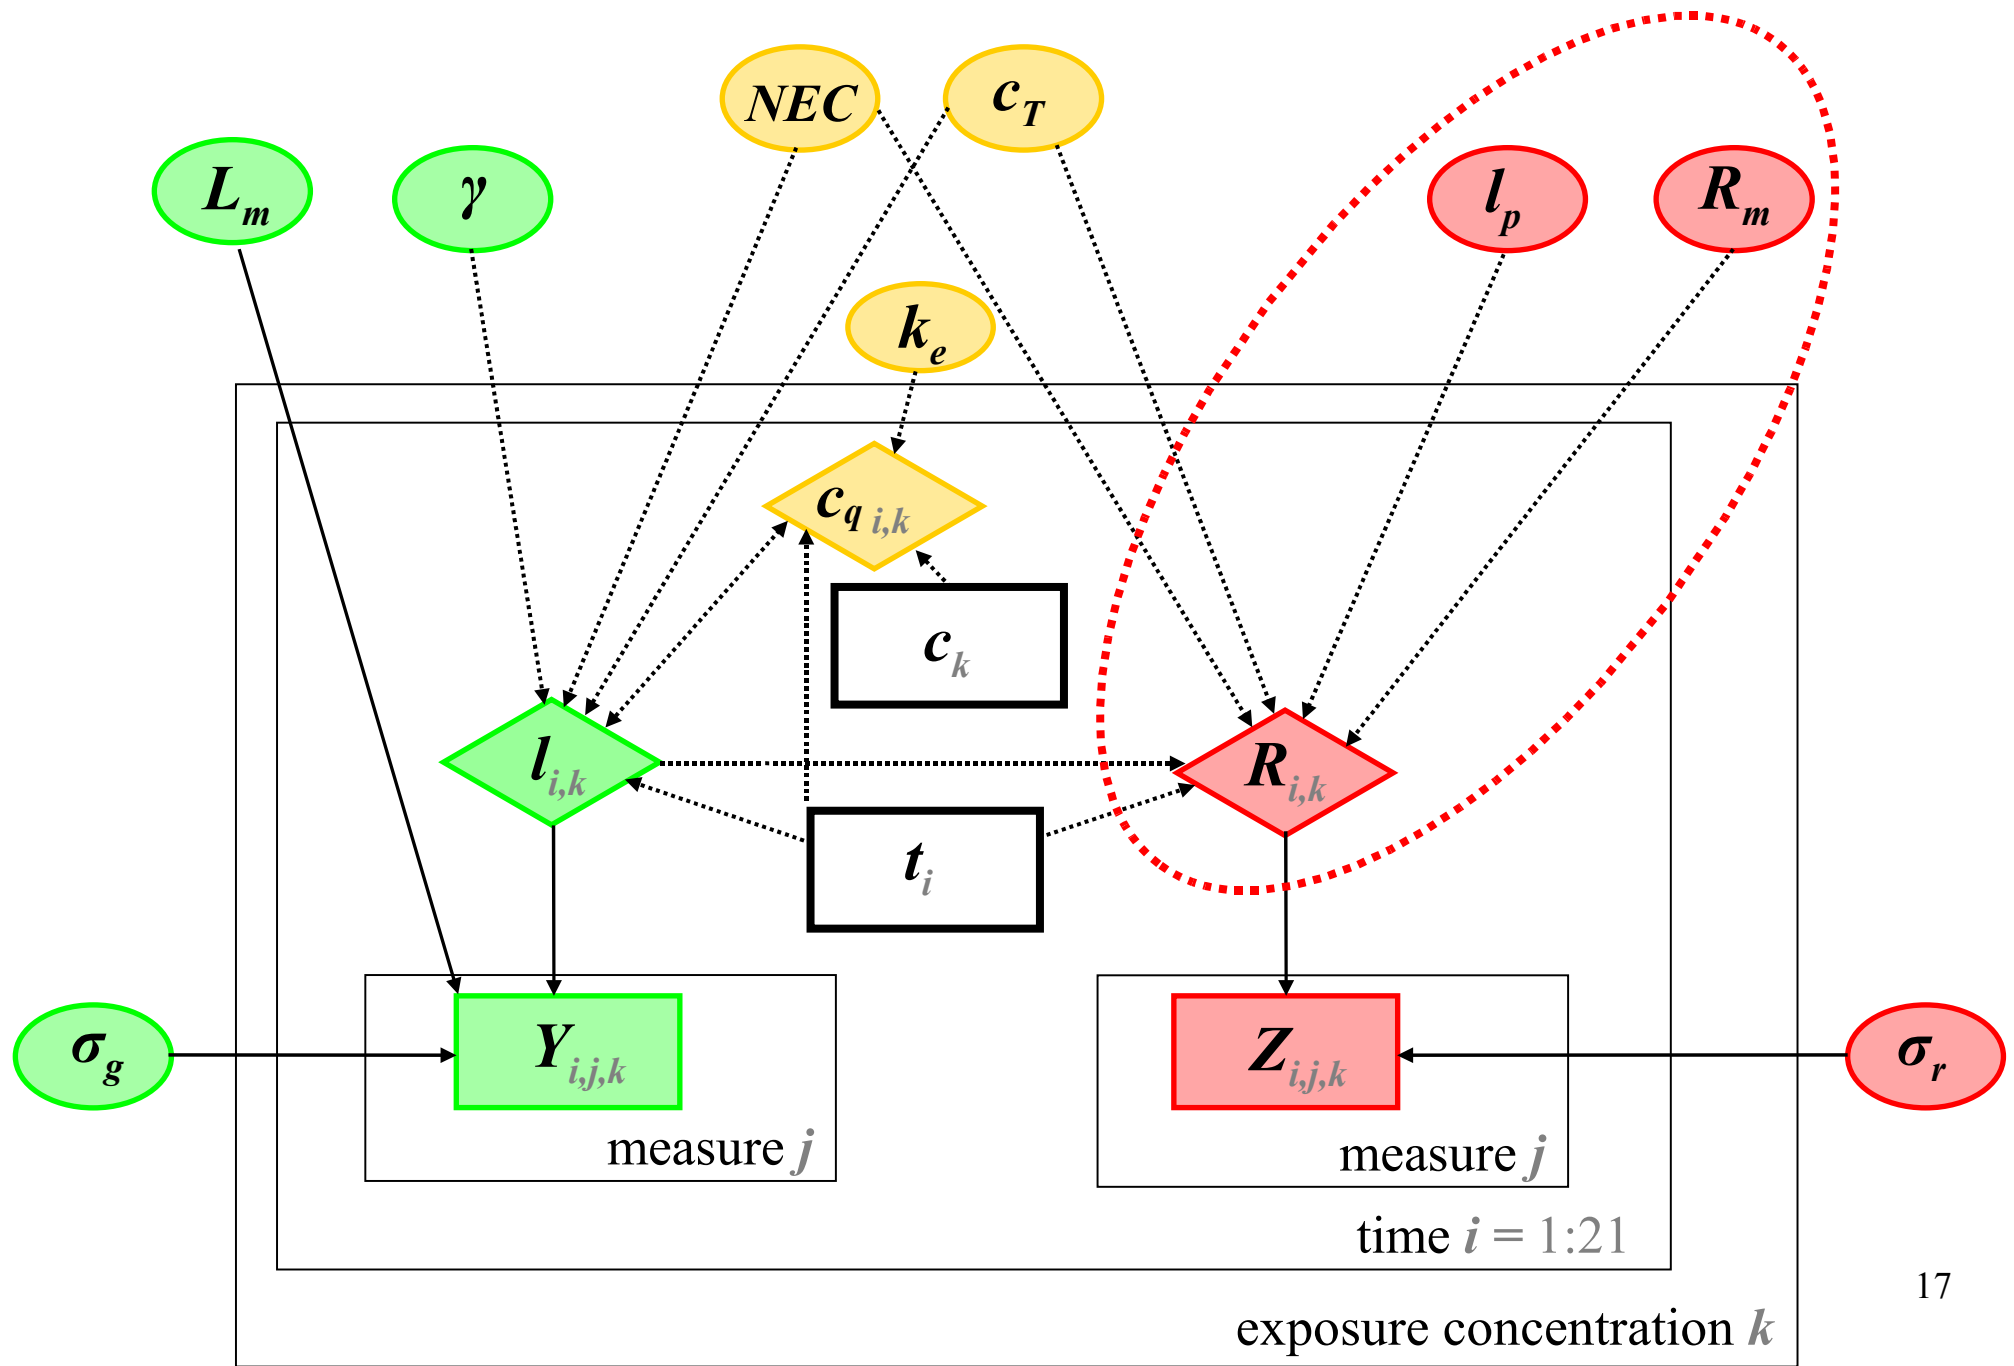 NEC
c_T
L_m
γ
l_p
R_m
k_e
c_q i,k
c_k
l_i,k
R_i,k
t_i
σ_g
Y_i,j,k
Z_i,j,k
σ_r
measure j
measure j
time i = 1:21
17
exposure concentration k